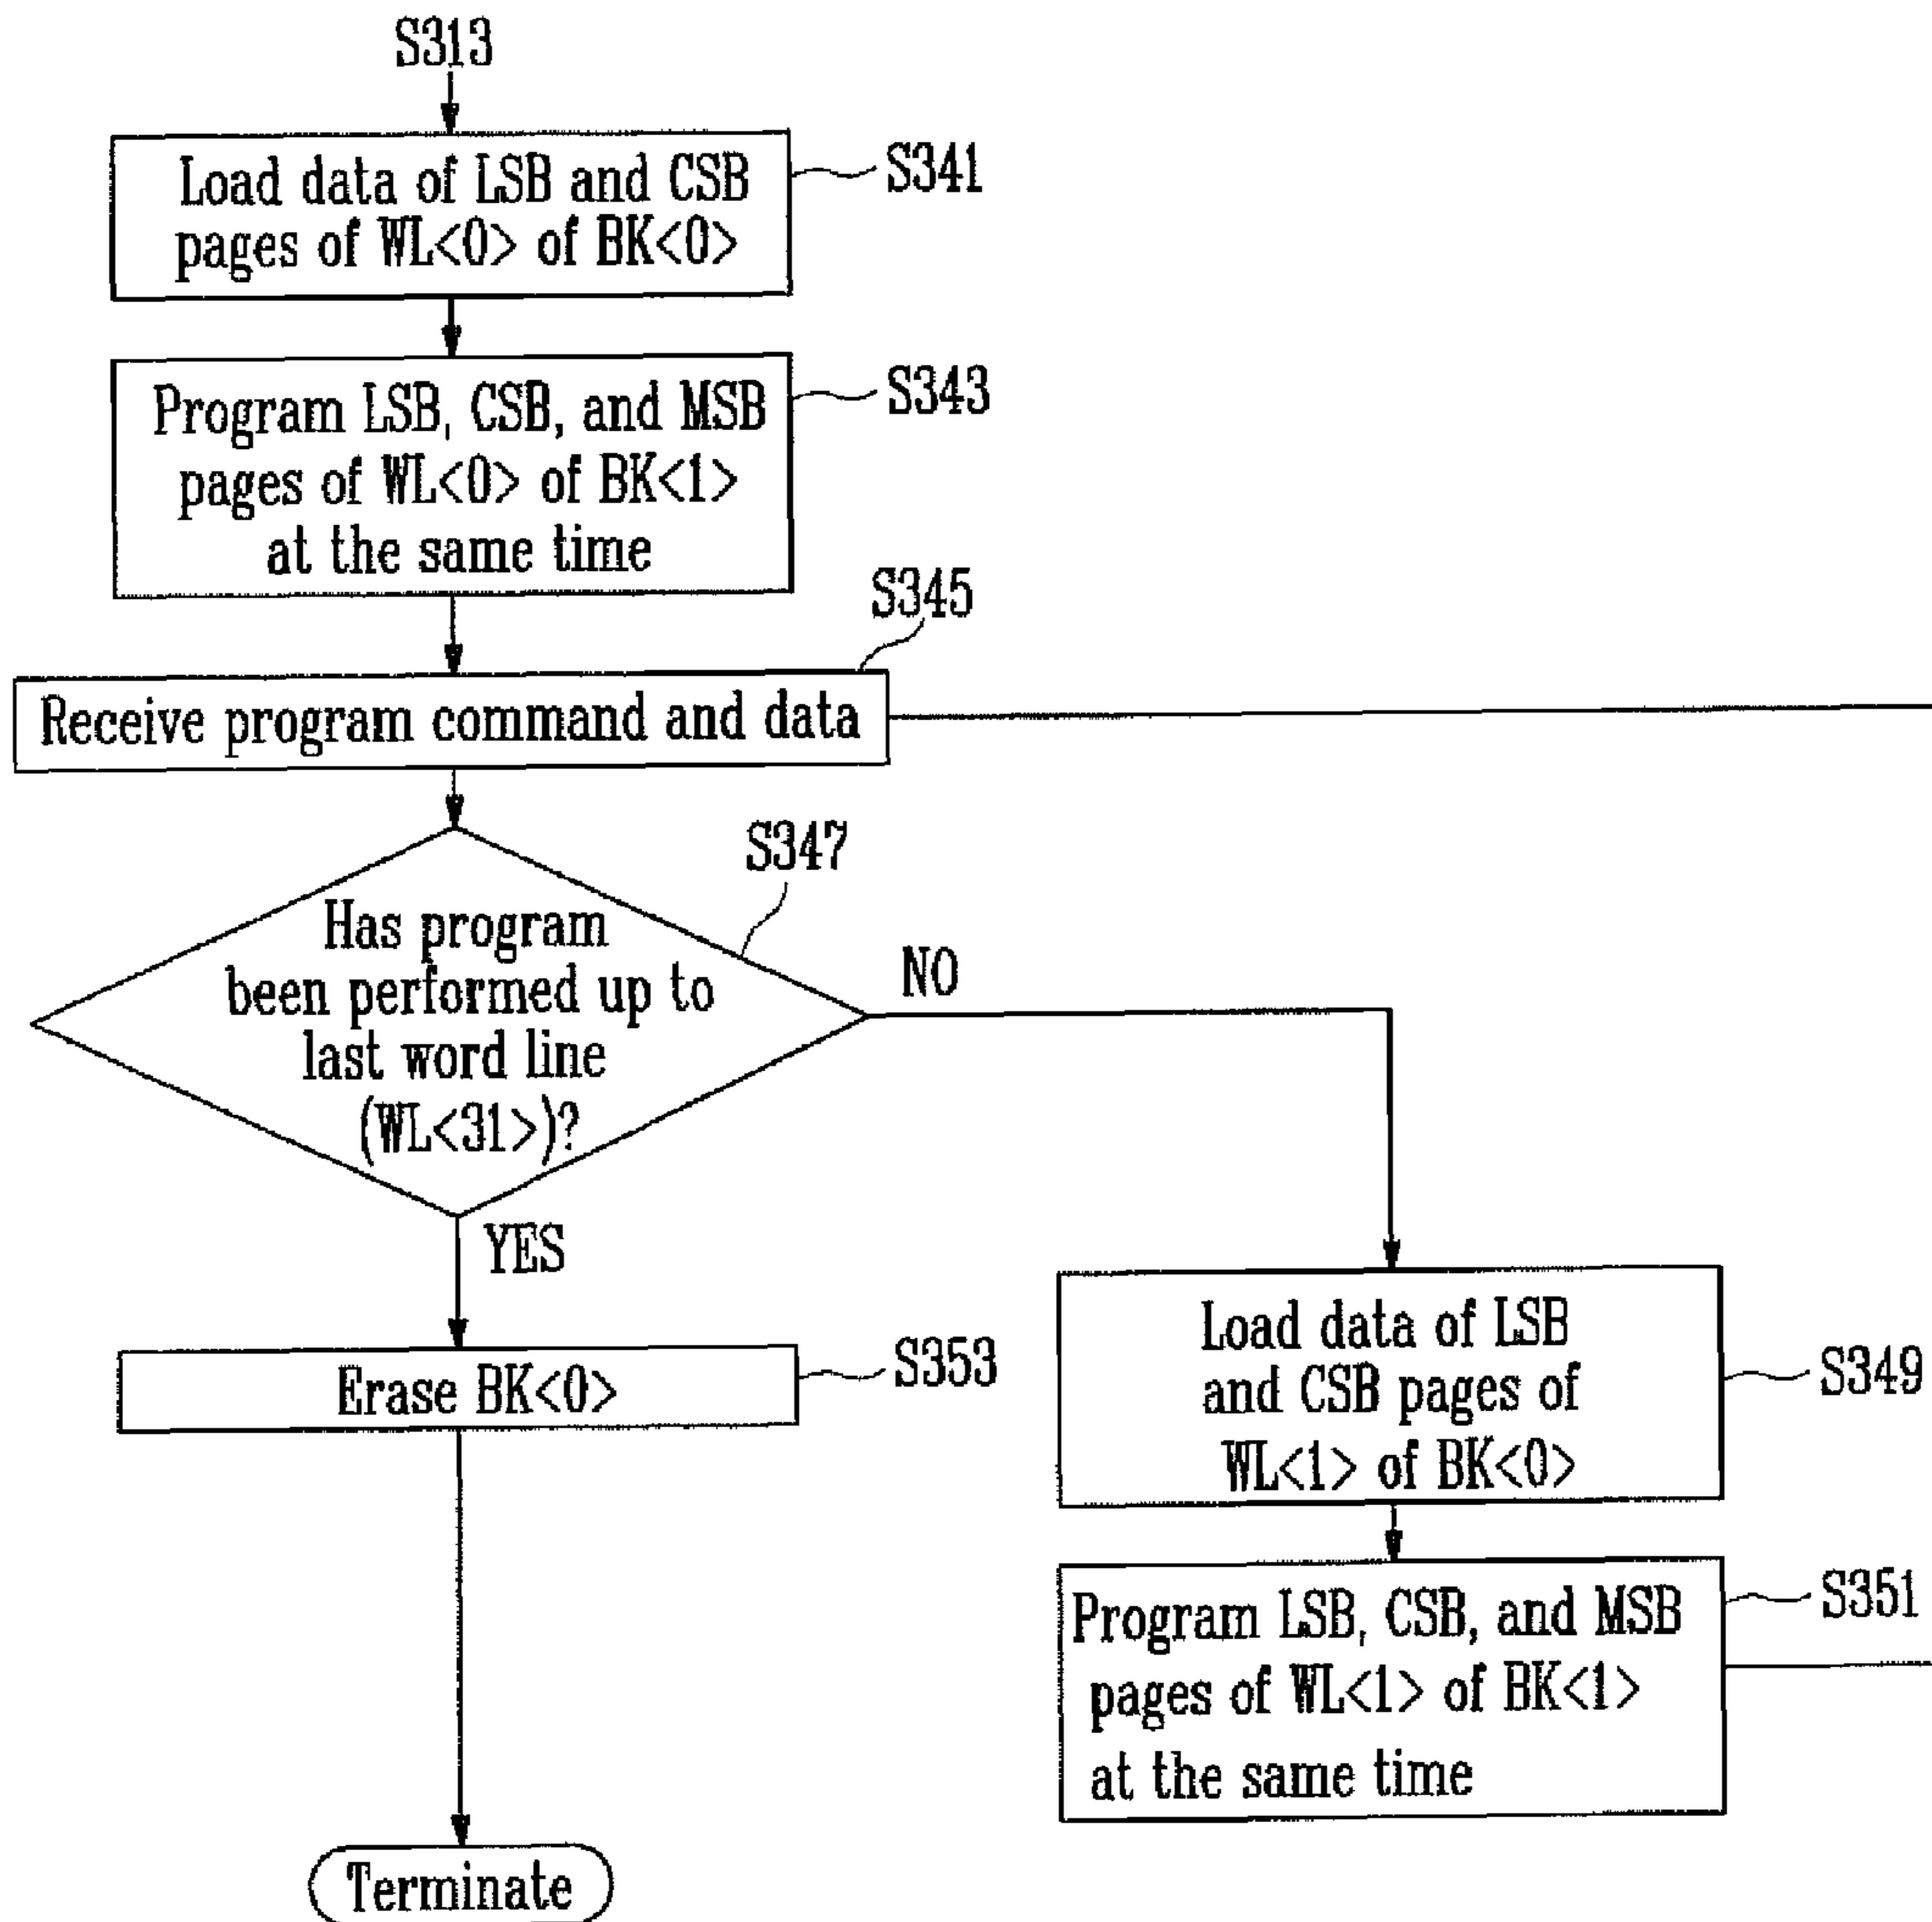 S313
Load data of LSB and CSB
pages of WL<0> of BK<0>
S341
Program LSB, CSB, and MSB
pages of WL<0> of BK<1>
at the same time
S343
S345
Receive program command and data
S347
Has program
been performed up to
last word line
(WL<31>)?
NO
YES
Erase BK<0>
S353
Load data of LSB
and CSB pages of
WL<1> of BK<0>
S349
Program LSB, CSB, and MSB
pages of WL<1> of BK<1>
at the same time
S351
Terminate